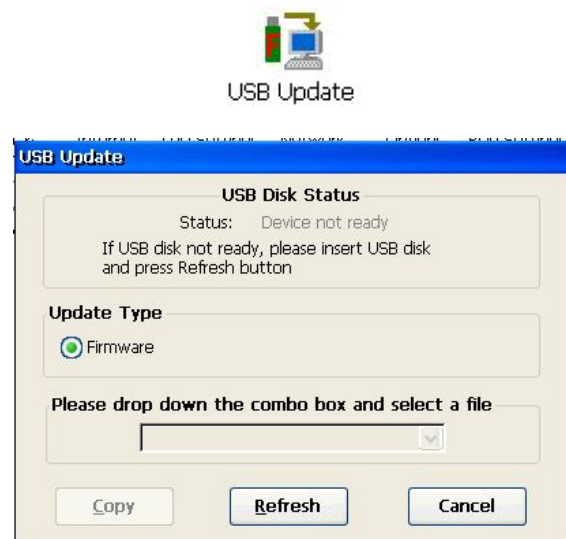 USB Update
USB Update
USB Disk Status
Status: Device not ready
If USB disk not ready, please insert USB disk
and press Refresh button
Update Type
Firmware
Please drop down the combo box and select a file
Copy Refresh Cancel